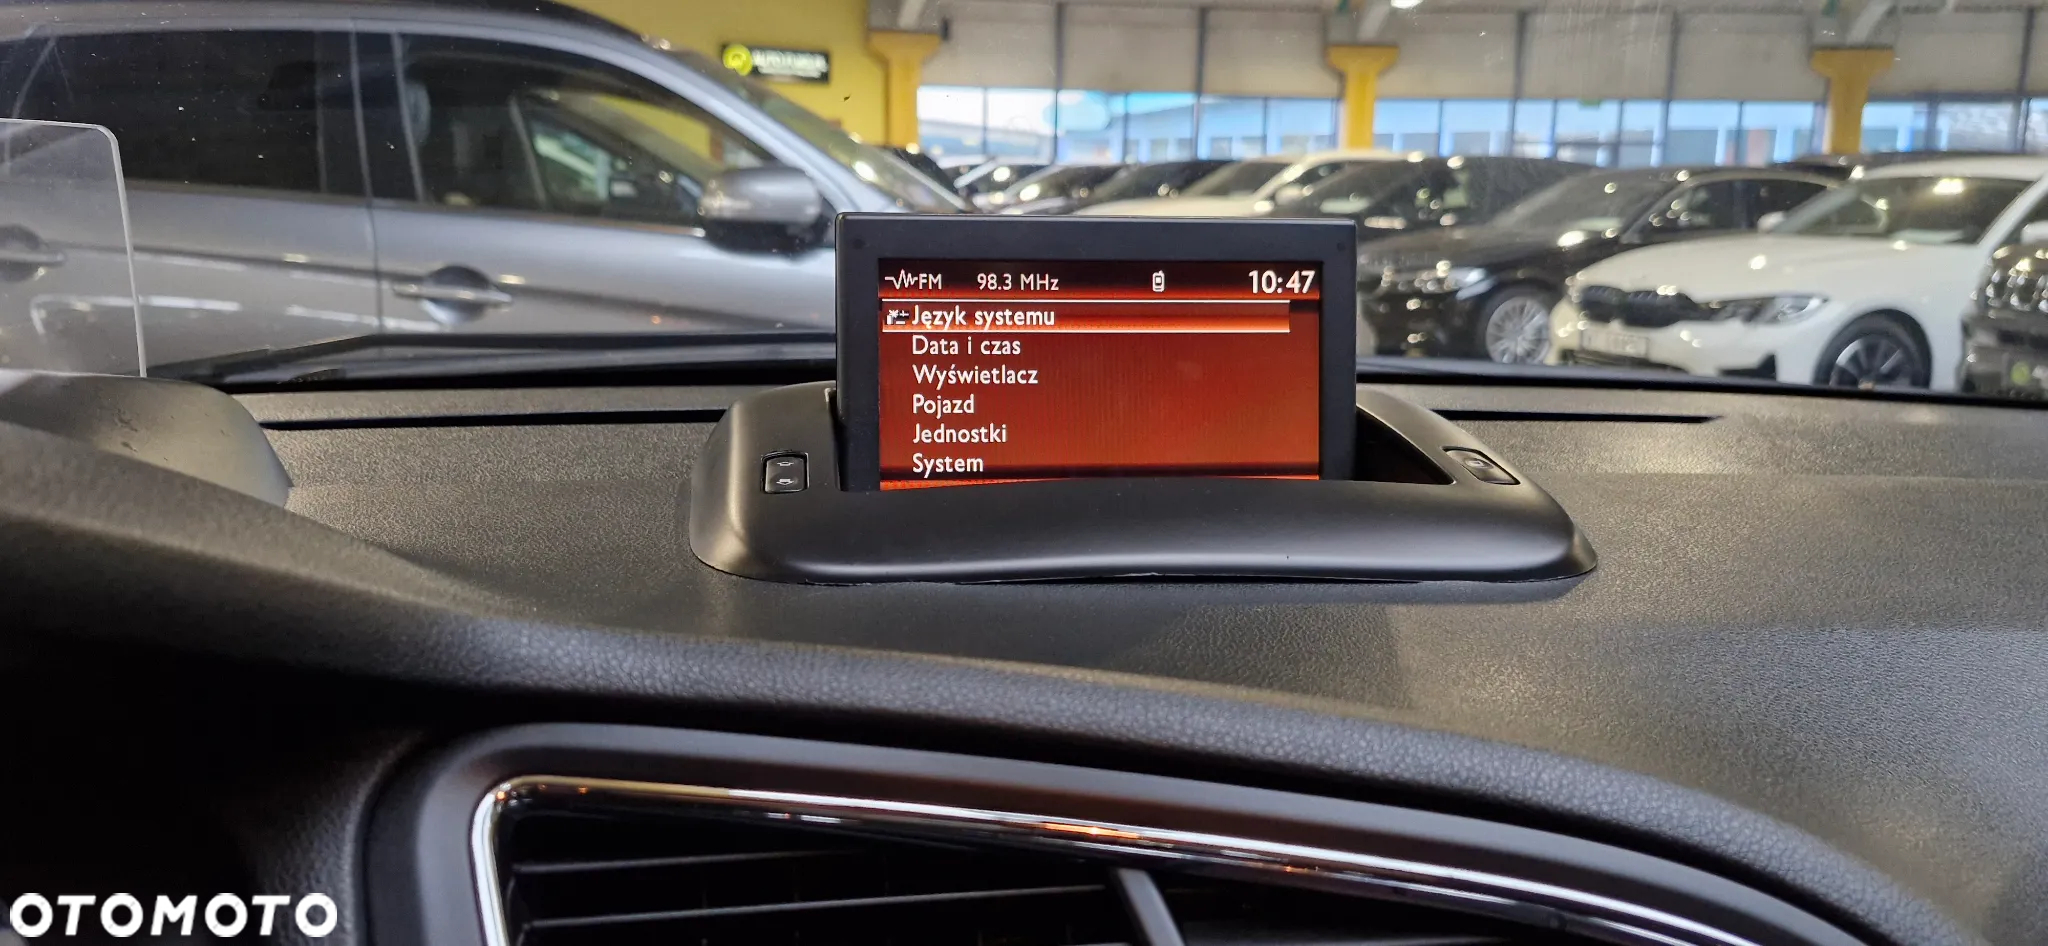 FM 98.3 MHz 10:47
Język systemu
Data i czas
Wyświetlacz
Pojazd
Jednostki
System
OTOMOTO